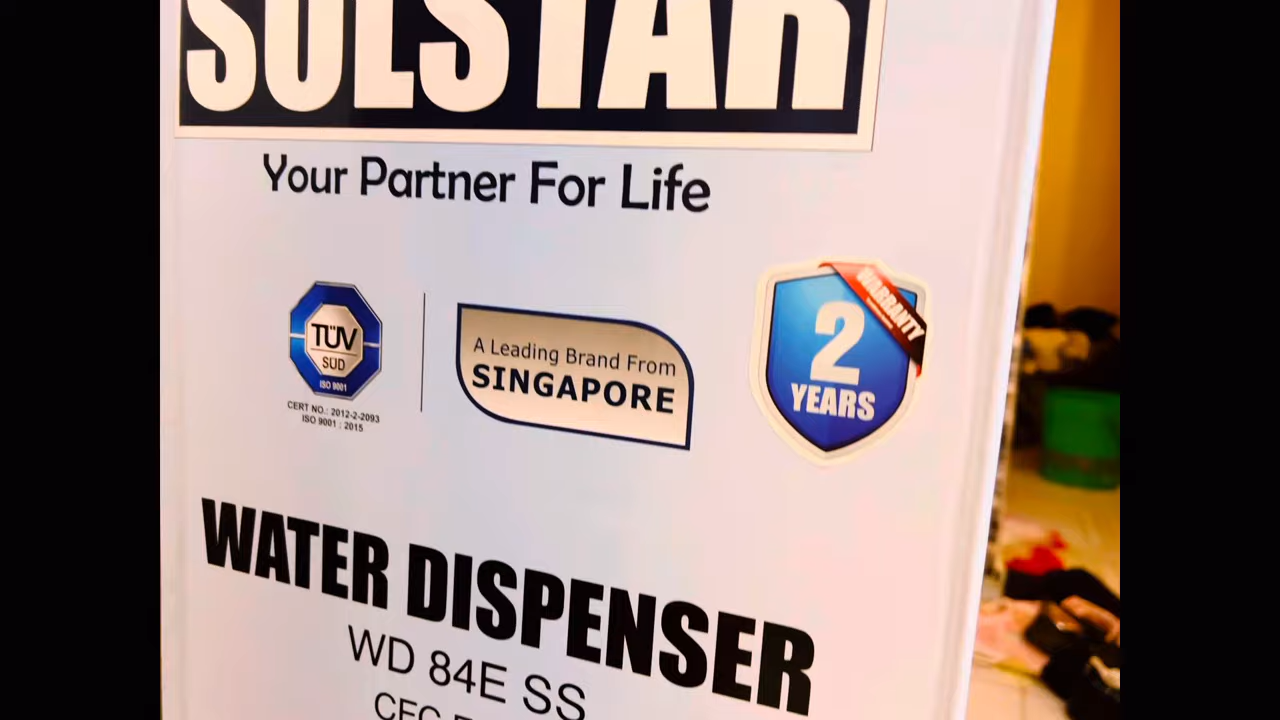 SOLSTAR
Your Partner For Life
TÜV
SÜD
ISO 9001
CERT NO.: 2012-2-2093
ISO 9001 : 2015
A Leading Brand From
SINGAPORE
WARRANTY
2
YEARS
WATER DISPENSER
WD 84E SS
CFC